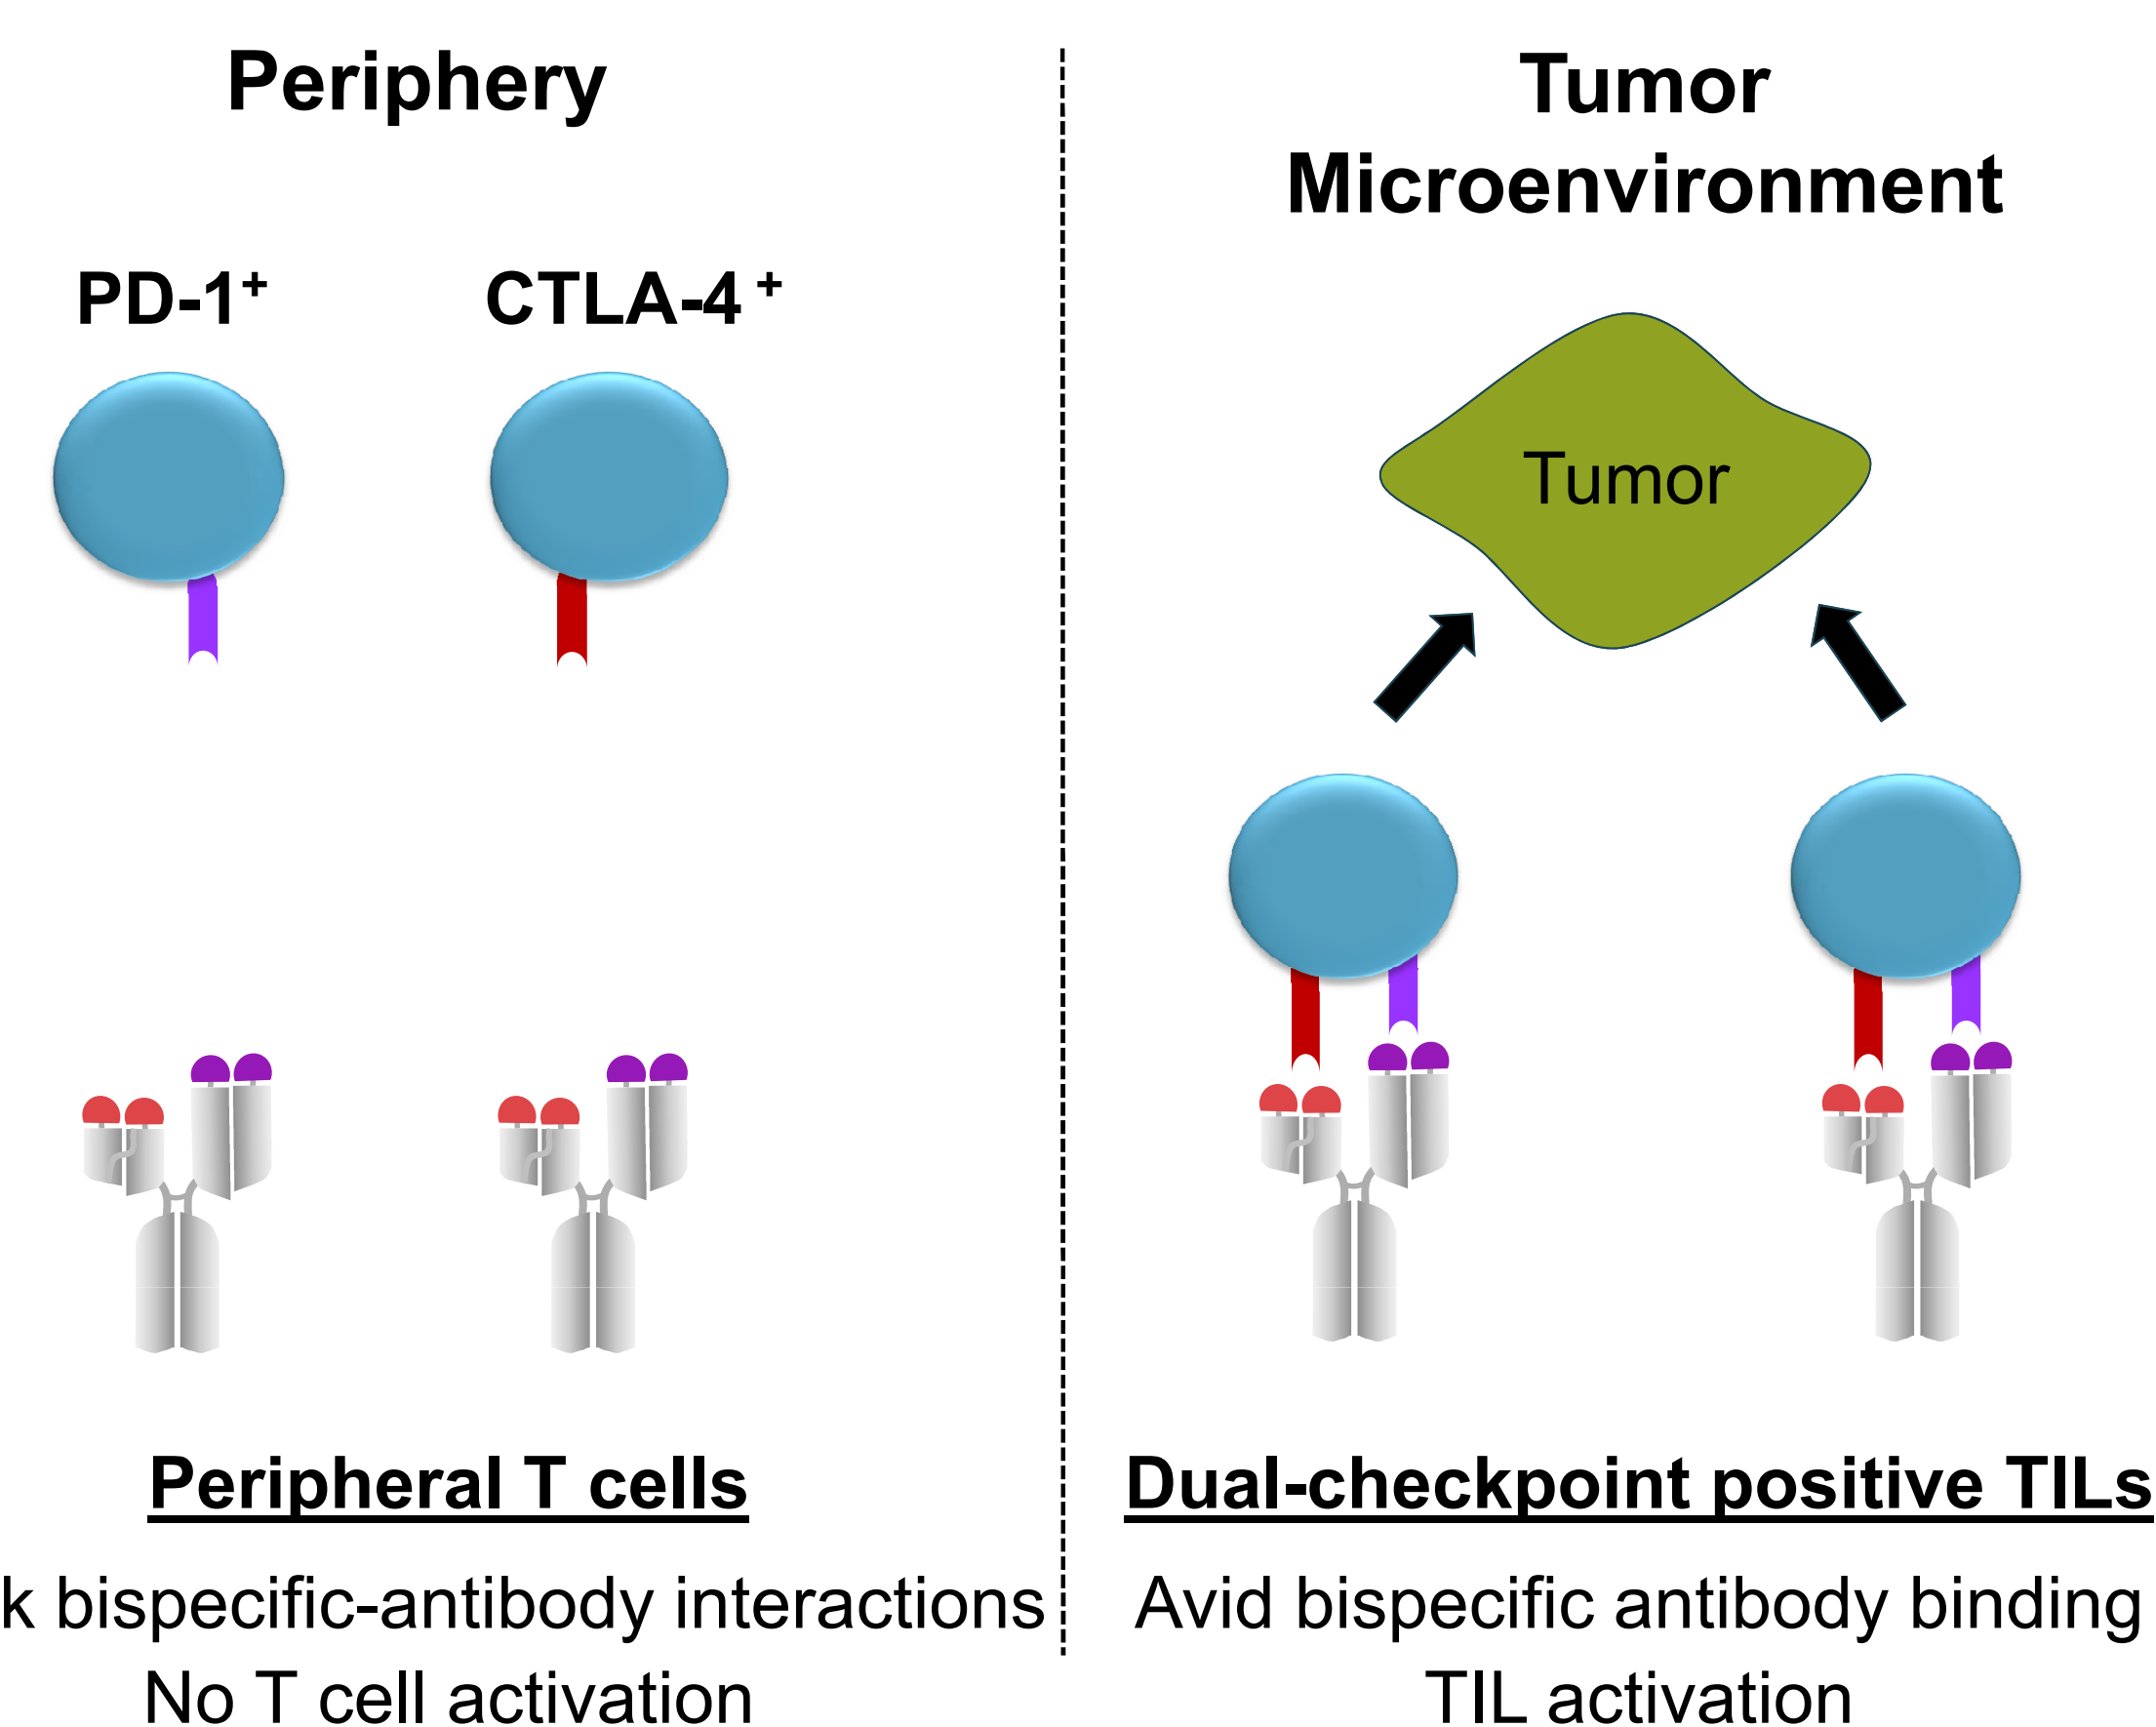 Periphery
PD-1+
CTLA-4 +
Peripheral T cells
k bispecific-antibody interactions
No T cell activation
Tumor
Microenvironment
Tumor
Dual-checkpoint positive TILs
Avid bispecific antibody binding
TIL activation